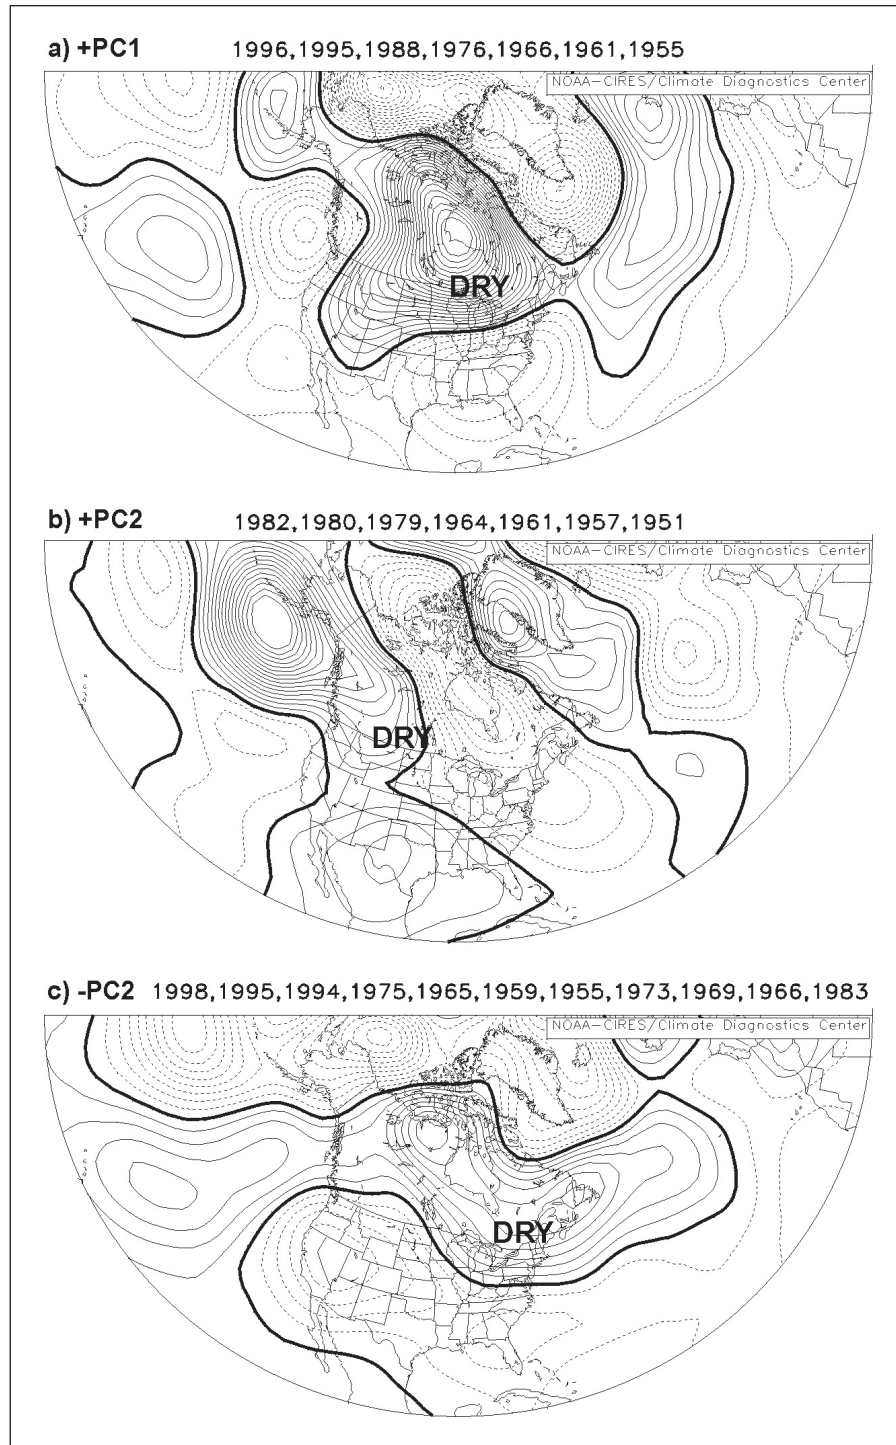 a) +PC1 1996,1995,1988,1976,1966,1961,1955
NOAA-CIRES/Climate Diagnostics Center
DRY
b) +PC2 1982,1980,1979,1964,1961,1957,1951
NOAA-CIRES/Climate Diagnostics Center
DRY
c) -PC2 1998,1995,1994,1975,1965,1959,1955,1973,1969,1966,1983
NOAA-CIRES/Climate Diagnostics Center
DRY